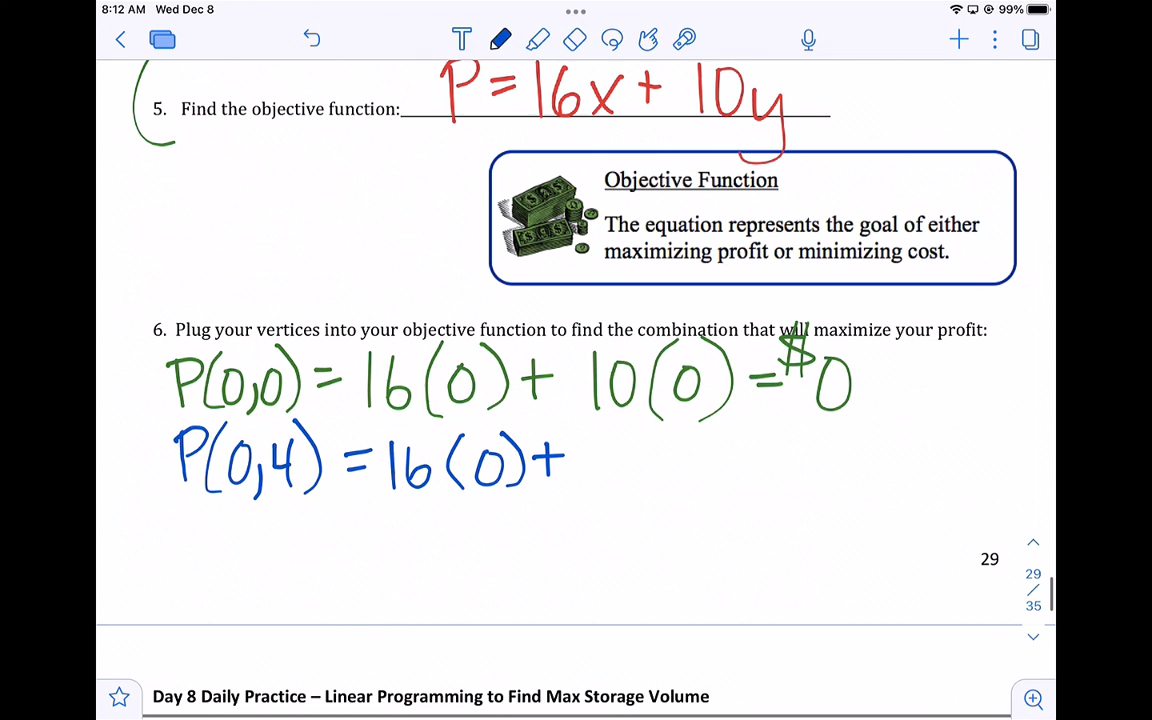 8:12 AM Wed Dec 8
99%
T
P = 16x + 10y
5. Find the objective function:
Objective Function
The equation represents the goal of either
maximizing profit or minimizing cost.
6. Plug your vertices into your objective function to find the combination that will maximize your profit:
P(0,0) = 16(0) + 10(0) = $0
P(0,4) = 16(0) +
29
29
/
35
Day 8 Daily Practice – Linear Programming to Find Max Storage Volume